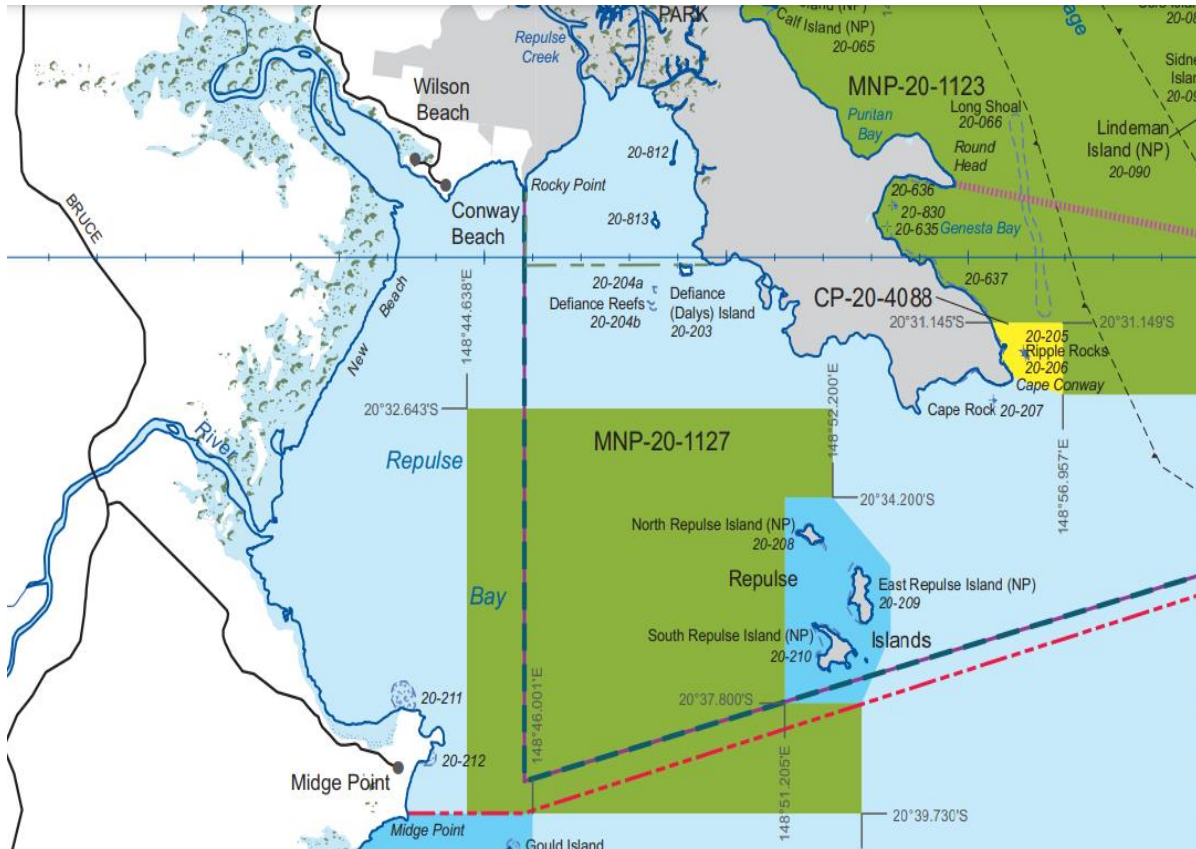 PARK
Island (NP)
Calf Island (NP)
20-065
Repulse
Creek
Wilson
Beach
MNP-20-1123
Puritan
Bay
Long Shoal
20-066
Round
Head
Lindeman
Island (NP)
20-090
20-812
Rocky Point
20-813
Conway
Beach
BRUCE
20-636
20-830
20-635
Genesta Bay
20-637
148°44.638'E
New Beach
20-204a
Defiance Reefs
20-204b
Defiance
(Dalys) Island
20-203
CP-20-4088
20°31.145'S
20°31.149'S
20-205
Ripple Rocks
20-206
Cape Conway
Cape Rock
20-207
148°52.200'E
148°56.957'E
20°32.643'S
MNP-20-1127
River
Repulse
Bay
20°34.200'S
North Repulse Island (NP)
20-208
Repulse
Islands
East Repulse Island (NP)
20-209
South Repulse Island (NP)
20-210
20°37.800'S
148°46.001'E
148°51.205'E
20-211
20-212
Midge Point
Midge Point
20°39.730'S
Gould Island